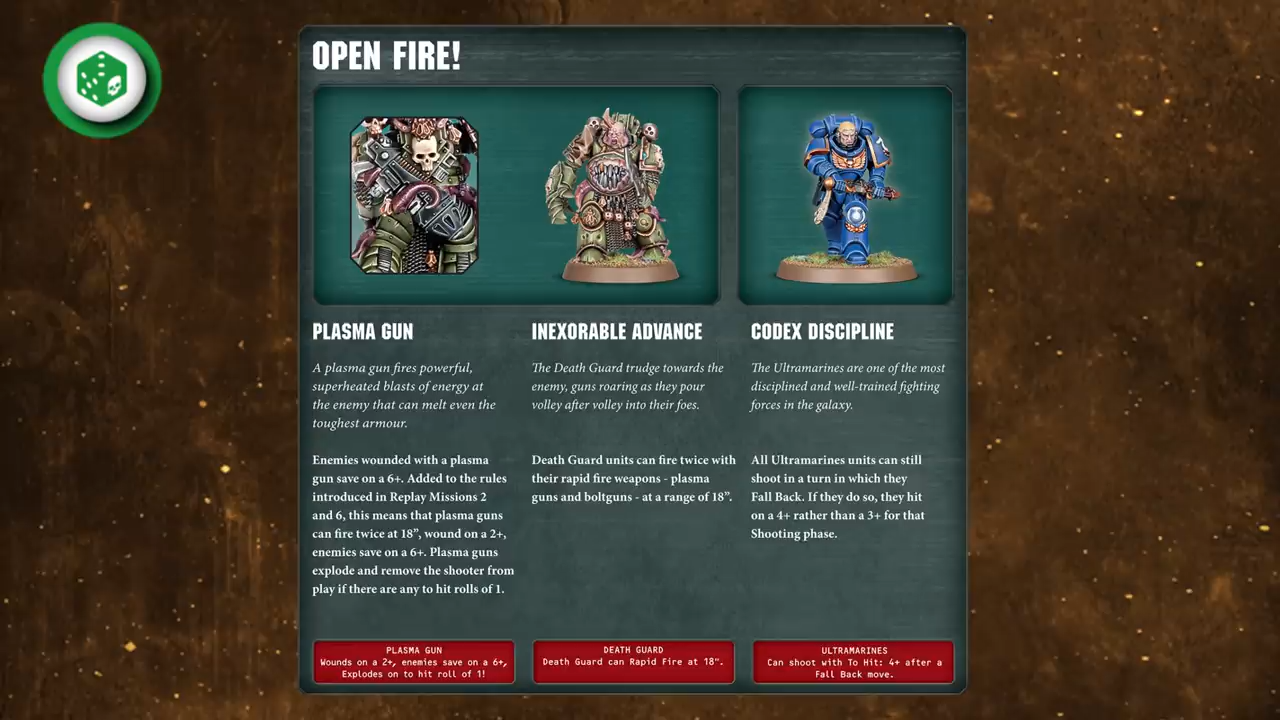 OPEN FIRE!
PLASMA GUN
A plasma gun fires powerful,
superheated blasts of energy at
the enemy that can melt even the
toughest armour.
Enemies wounded with a plasma
gun save on a 6+. Added to the rules
introduced in Replay Missions 2
and 6, this means that plasma guns
can fire twice at 18”, wound on a 2+,
enemies save on a 6+. Plasma guns
explode and remove the shooter from
play if there are any to hit rolls of 1.
INEXORABLE ADVANCE
The Death Guard trudge towards the
enemy, guns roaring as they pour
volley after volley into their foes.
Death Guard units can fire twice with
their rapid fire weapons - plasma
guns and boltguns - at a range of 18”.
CODEX DISCIPLINE
The Ultramarines are one of the most
disciplined and well-trained fighting
forces in the galaxy.
All Ultramarines units can still
shoot in a turn in which they
Fall Back. If they do so, they hit
on a 4+ rather than a 3+ for that
Shooting phase.
PLASMA GUN
Wounds on a 2+, enemies save on a 6+,
Explodes on to hit roll of 1!
DEATH GUARD
Death Guard can Rapid Fire at 18”.
ULTRAMARINES
Can shoot with To Hit: 4+ after a
Fall Back move.